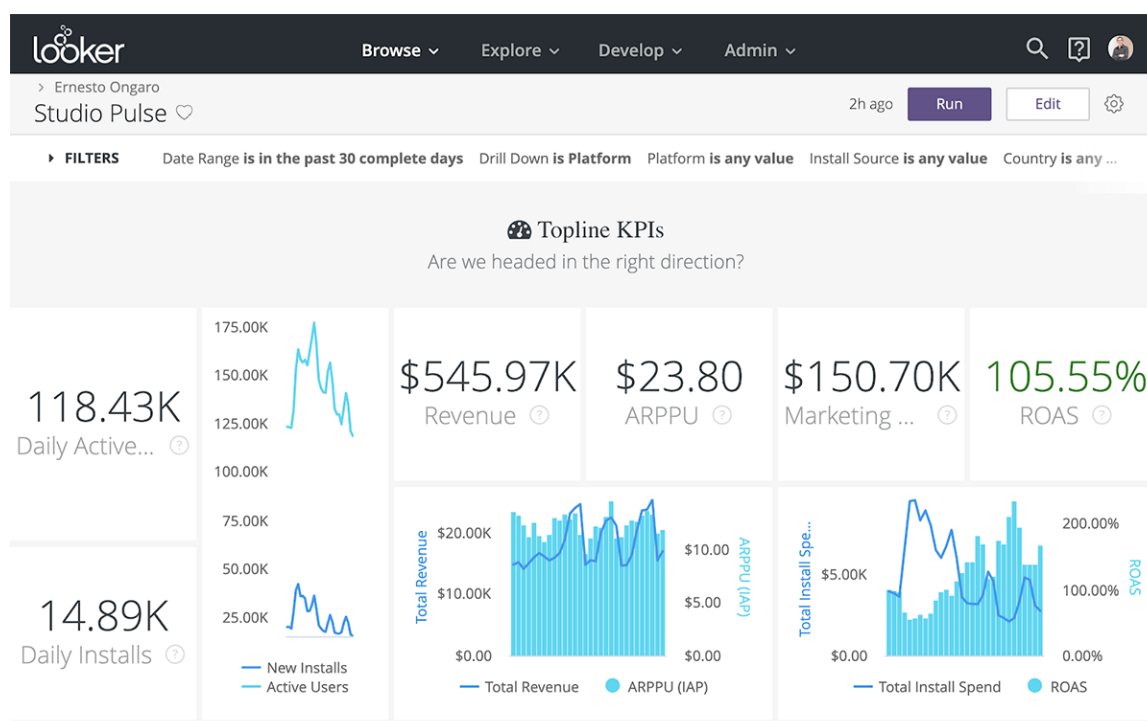 looker
Browse Explore Develop Admin
> Ernesto Ongaro
Studio Pulse
2h ago Run Edit
FILTERS Date Range is in the past 30 complete days Drill Down is Platform Platform is any value Install Source is any value Country is any ...
Topline KPIs
Are we headed in the right direction?
118.43K
Daily Active... ?
14.89K
Daily Installs ?
175.00K
150.00K
125.00K
100.00K
75.00K
50.00K
25.00K
New Installs
Active Users
$545.97K
Revenue ?
$23.80
ARPPU ?
$150.70K
Marketing ... ?
105.55%
ROAS ?
Total Revenue
$20.00K
$10.00K
$0.00
$10.00
$5.00
$0.00
ARPPU (IAP)
Total Revenue ARPPU (IAP)
Total Install Spe...
$5.00K
$0.00
200.00%
100.00%
0.00%
ROAS
Total Install Spend ROAS